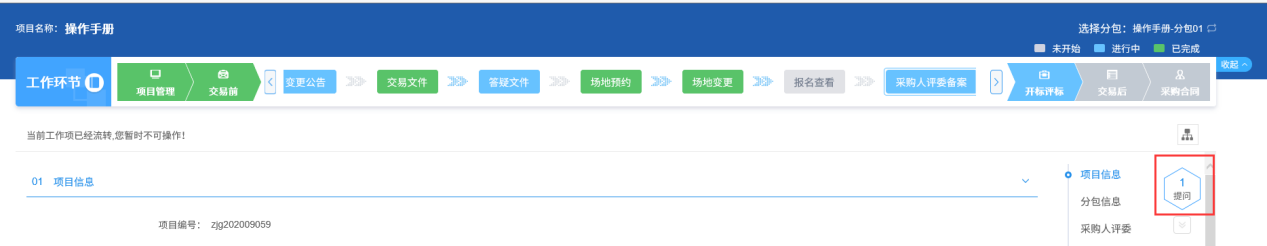 项目名称：操作手册
选择分包：操作手册-分包01
未开始 进行中 已完成
收起
工作环节 项目管理 交易前 变更公告 交易文件 答疑文件 场地预约 场地变更 报名查看 采购人评委备案 开标评标 交易后 采购合同
当前工作项已经流转,您暂时不可操作!
01 项目信息
项目信息
1
提问
分包信息
项目编号： zjg202009059
采购人评委